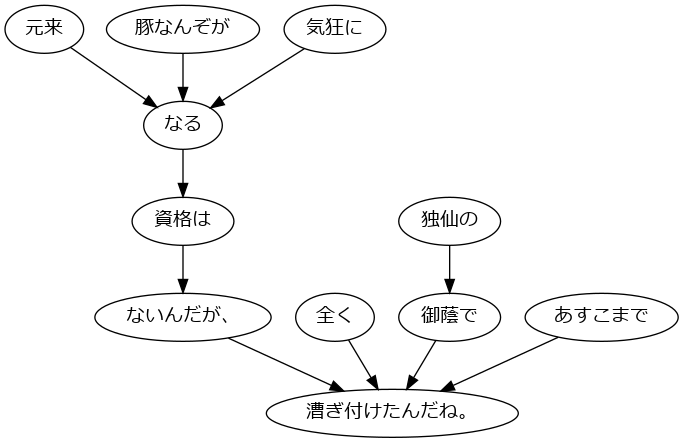 元来
豚なんぞが
気狂に
なる
資格は
独仙の
ないんだが、
全く
御蔭で
あすこまで
漕ぎ付けたんだね。